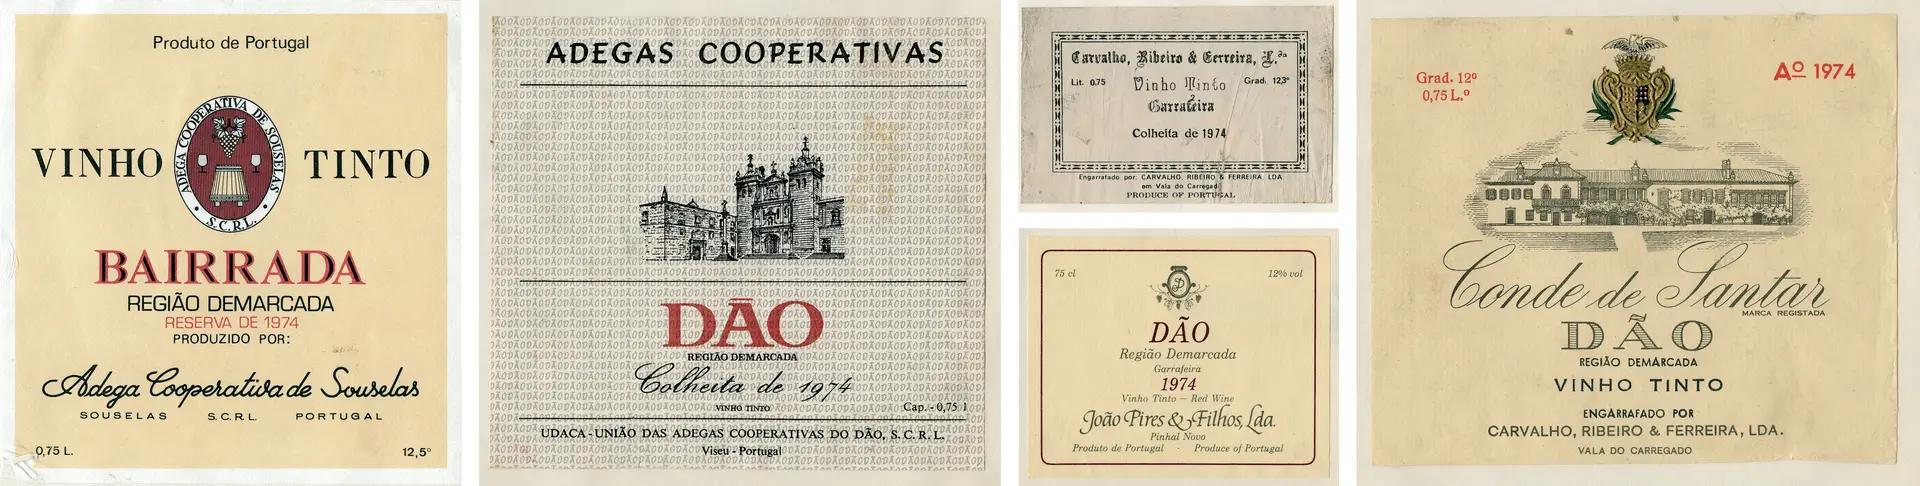 Produto de Portugal
VINHO TINTO
ADEGA COOPERATIVA DE SOUSELAS
S.C.R.L.
BAIRRADA
REGIÃO DEMARCADA
RESERVA DE 1974
PRODUZIDO POR:
Adega Cooperativa de Souselas
SOUSELAS S.C.R.L. PORTUGAL
0,75 L. 12,5°
ADEGAS COOPERATIVAS
DÃO
REGIÃO DEMARCADA
Colheita de 1974
VINHO TINTO
Cap. - 0,75 l
UDACA - UNIÃO DAS ADEGAS COOPERATIVAS DO DÃO, S. C. R. L.
Viseu - Portugal
Carvalho, Ribeiro & Ferreira, L.da
Lit. 0.75 Vinho Tinto Grad. 12,3°
Garrafeira
Colheita de 1974
Engarrafado por: CARVALHO, RIBEIRO & FERREIRA, LDA.
em Vala do Carregado
PRODUCE OF PORTUGAL
75 cl 12% vol
DÃO
Região Demarcada
Garrafeira
1974
Vinho Tinto — Red Wine
João Pires & Filhos, Lda.
Pinhal Novo
Produto de Portugal · Produce of Portugal
Grad. 12º
0,75 L.º
Aº 1974
Conde de Santar
MARCA REGISTADA
DÃO
REGIÃO DEMARCADA
VINHO TINTO
ENGARRAFADO POR
CARVALHO, RIBEIRO & FERREIRA, LDA.
VALA DO CARREGADO